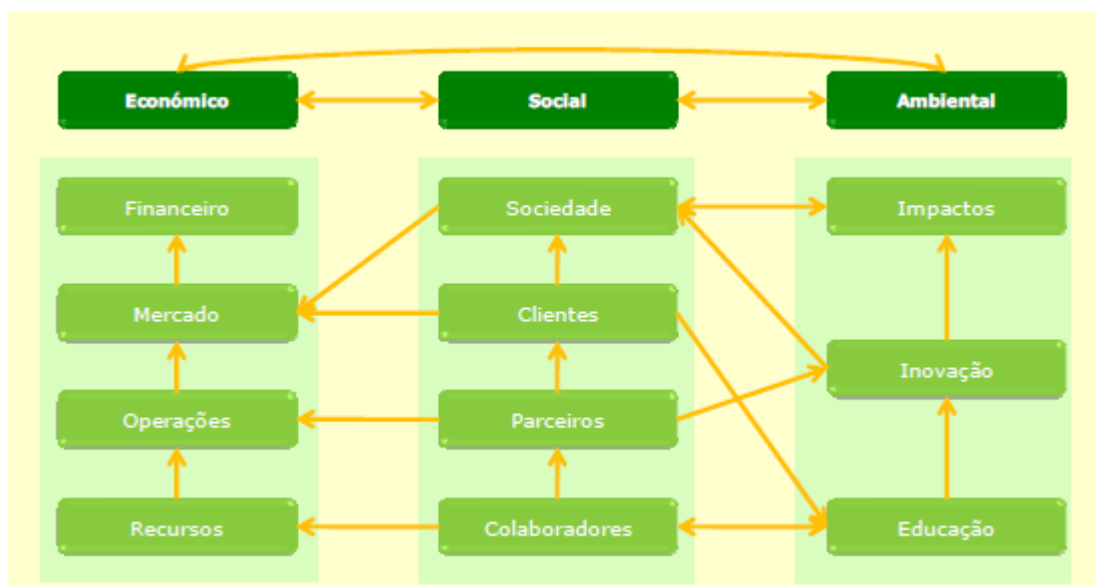 Económico
Social
Ambiental
Financeiro
Sociedade
Impactos
Mercado
Clientes
Inovação
Operações
Parceiros
Recursos
Colaboradores
Educação